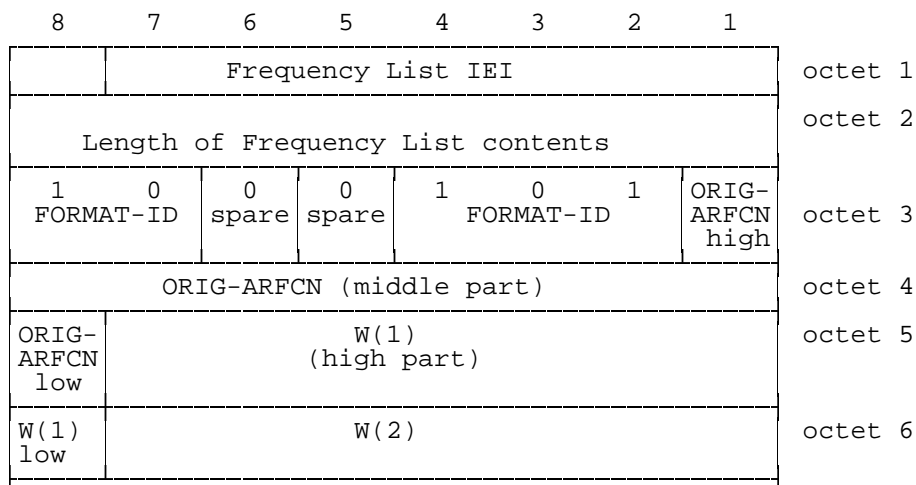 8 7 6 5 4 3 2 1
Frequency List IEI octet 1
octet 2
Length of Frequency List contents
1 0 0 0 1 0 1 ORIG-
FORMAT-ID spare spare FORMAT-ID ARFCN octet 3
high
ORIG-ARFCN (middle part) octet 4
ORIG- W(1) octet 5
ARFCN (high part)
low
W(1) W(2) octet 6
low